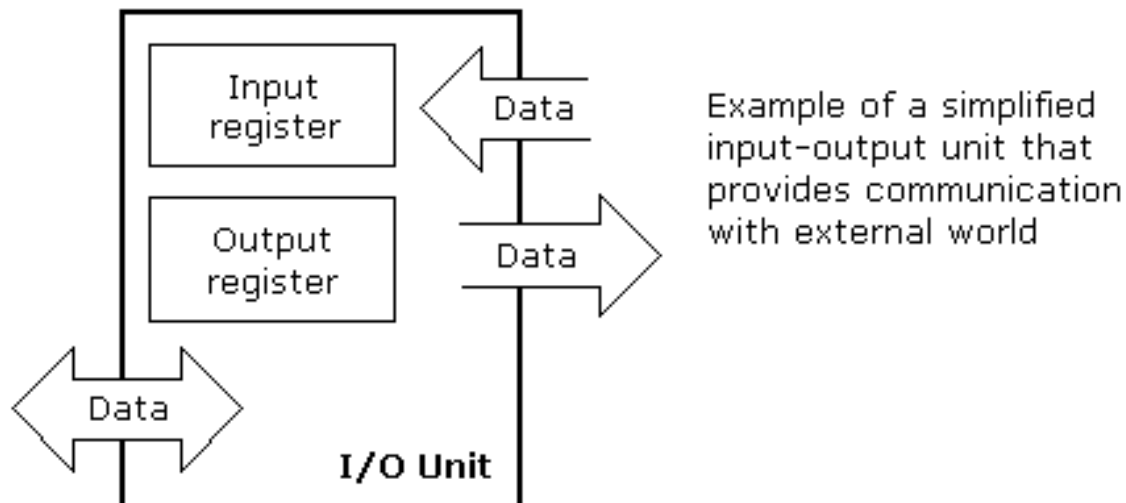 Input
register
Data
Output
register
Data
Data
I/O Unit
Example of a simplified
input-output unit that
provides communication
with external world